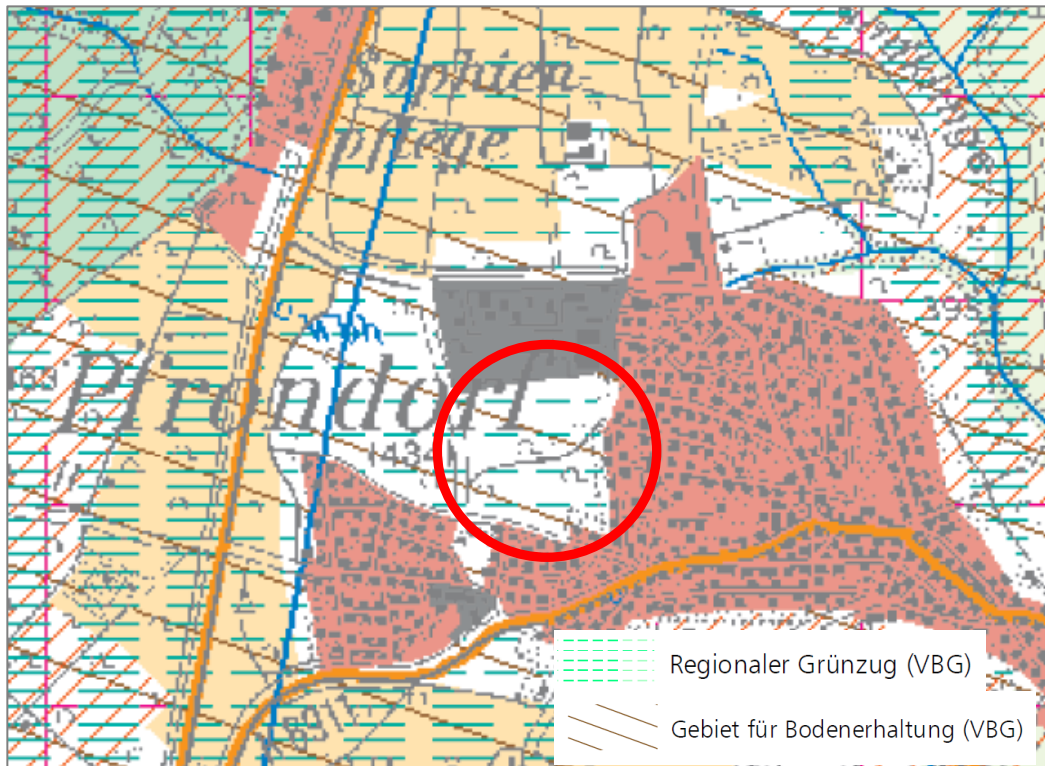 Sophien
pflege
Pfrondorf
(434)
Regionaler Grünzug (VBG)
Gebiet für Bodenerhaltung (VBG)